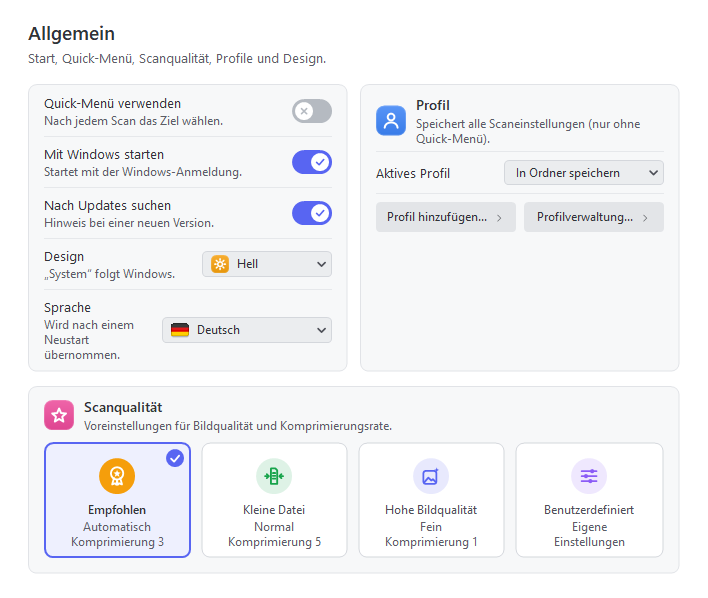 Allgemein
Start, Quick-Menü, Scanqualität, Profile und Design.
Quick-Menü verwenden
Nach jedem Scan das Ziel wählen.
Mit Windows starten
Startet mit der Windows-Anmeldung.
Nach Updates suchen
Hinweis bei einer neuen Version.
Design
„System“ folgt Windows.
Hell
Sprache
Wird nach einem
Neustart
übernommen.
Deutsch
Profil
Speichert alle Scaneinstellungen (nur ohne
Quick-Menü).
Aktives Profil
In Ordner speichern
Profil hinzufügen...
Profilverwaltung...
Scanqualität
Voreinstellungen für Bildqualität und Komprimierungsrate.
Empfohlen
Automatisch
Komprimierung 3
Kleine Datei
Normal
Komprimierung 5
Hohe Bildqualität
Fein
Komprimierung 1
Benutzerdefiniert
Eigene
Einstellungen